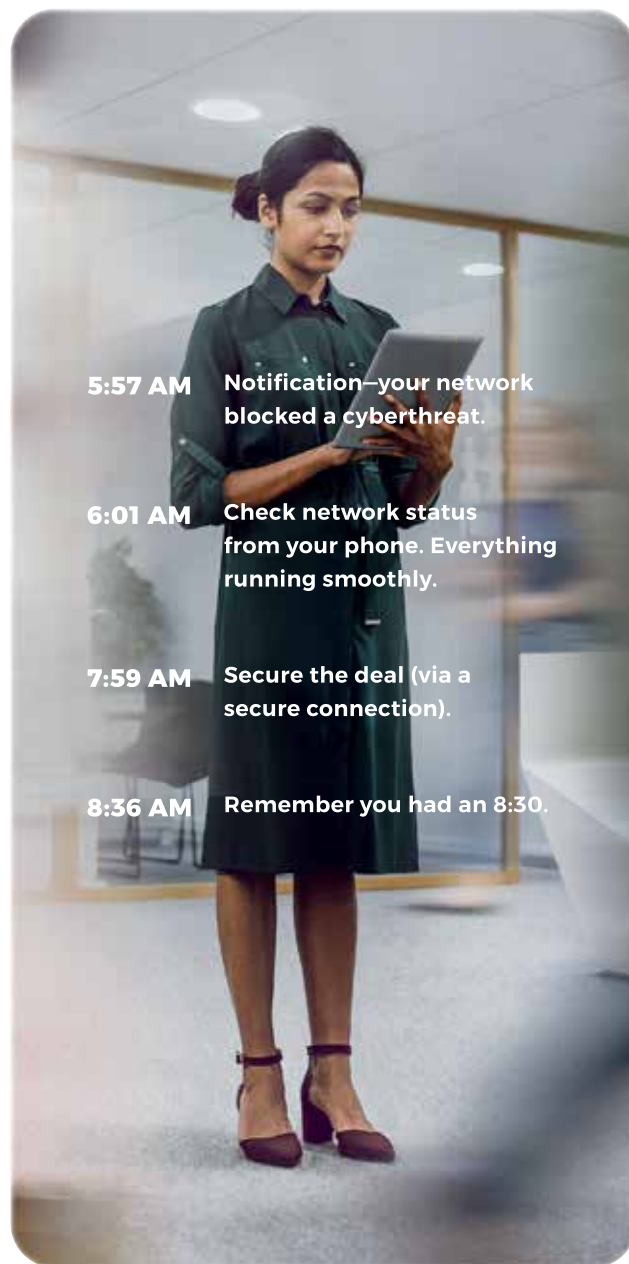 5:57 AM Notification—your network
blocked a cyberthreat.
6:01 AM Check network status
from your phone. Everything
running smoothly.
7:59 AM Secure the deal (via a
secure connection).
8:36 AM Remember you had an 8:30.